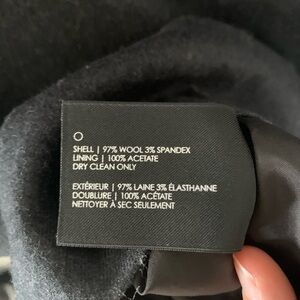 O
SHELL | 97% WOOL 3% SPANDEX
LINING | 100% ACETATE
DRY CLEAN ONLY
EXTÉRIEUR | 97% LAINE 3% ÉLASTHANNE
DOUBLURE | 100% ACÉTATE
NETTOYER À SEC SEULEMENT